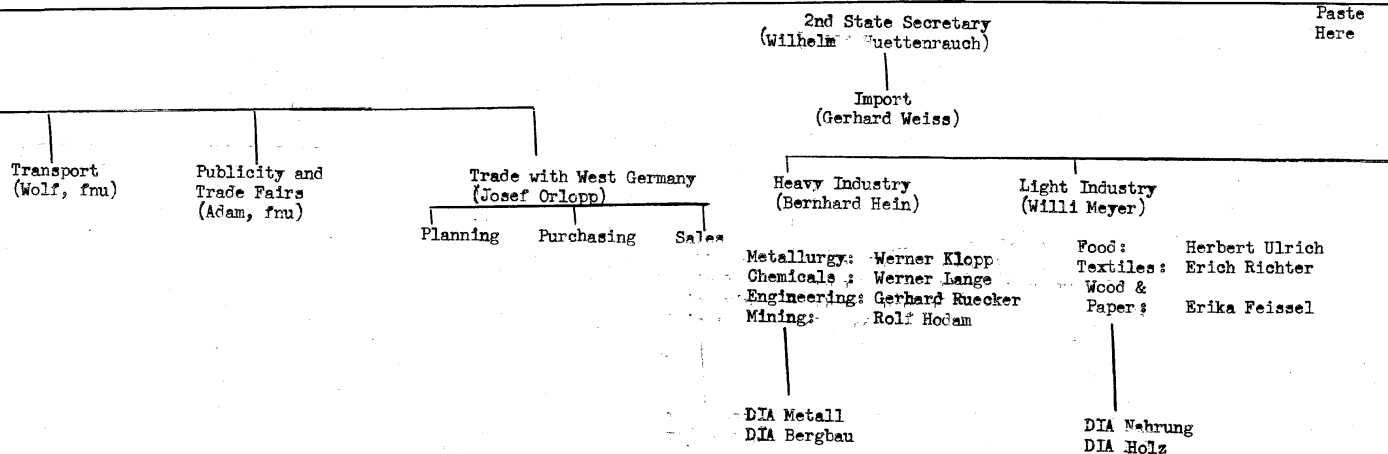 Paste
Here
2nd State Secretary
(Wilhelm uettenrauch)
Import
(Gerhard Weiss)
Transport
(Wolf, fnu)
Publicity and
Trade Fairs
(Adam, fnu)
Trade with West Germany
(Josef Orlopp)
Planning Purchasing Sales
Heavy Industry
(Bernhard Hein)
Metallurgy: Werner Klopp
Chemicals : Werner Lange
Engineering: Gerhard Ruecker
Mining: Rolf Hodam
DIA Metall
DIA Bergbau
Light Industry
(Willi Meyer)
Food: Herbert Ulrich
Textiles: Erich Richter
Wood &
Paper: Erika Feissel
DIA Nahrung
DIA Holz